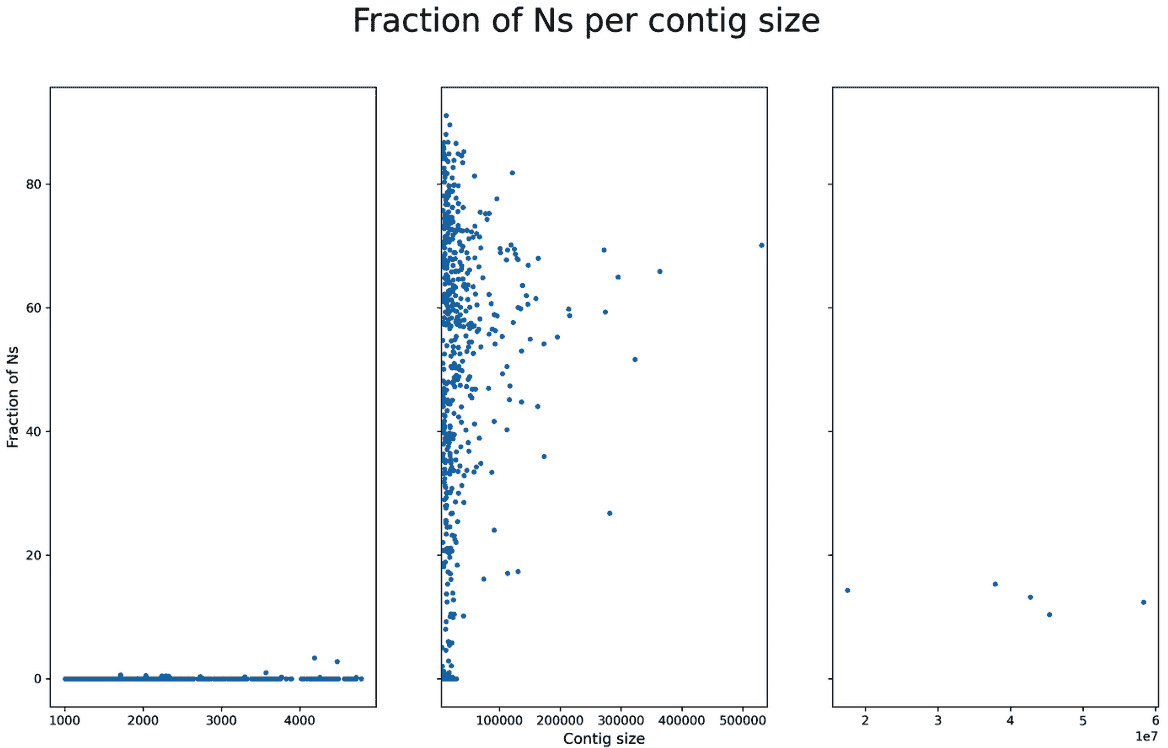 Fraction of Ns per contig size
Fraction of Ns
80
60
40
20
0
1000 2000 3000 4000
100000 200000 300000 400000 500000
2 3 4 5 6
1e7
Contig size